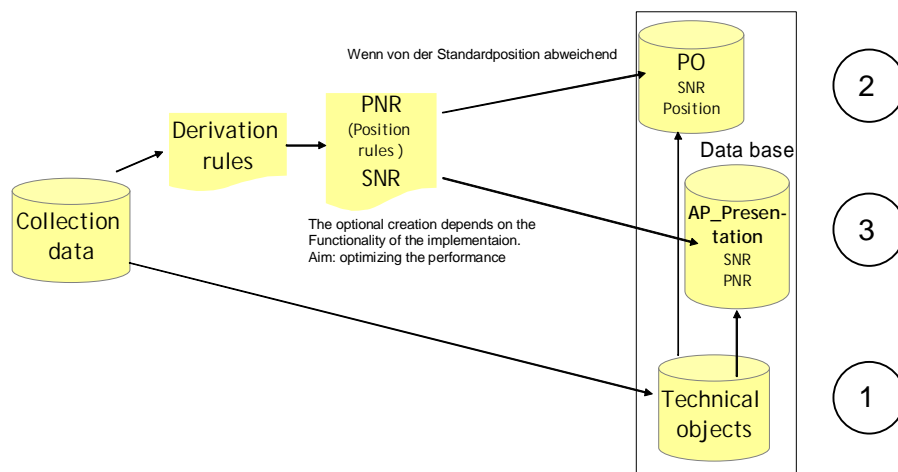 Wenn von der Standardposition abweichend
PO
SNR
Position
2
Derivation
rules
PNR
(Position
rules )
SNR
Data base
Collection
data
The optional creation depends on the
Functionality of the implementaion.
Aim: optimizing the performance
AP_Presen-
tation
SNR
PNR
3
Technical
objects
1